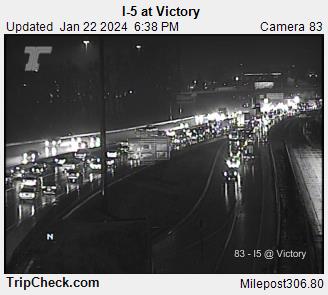 I-5 at Victory
Updated Jan 22 2024 6:38 PM Camera 83
N
83 - I5 @ Victory
TripCheck.com Milepost306.80